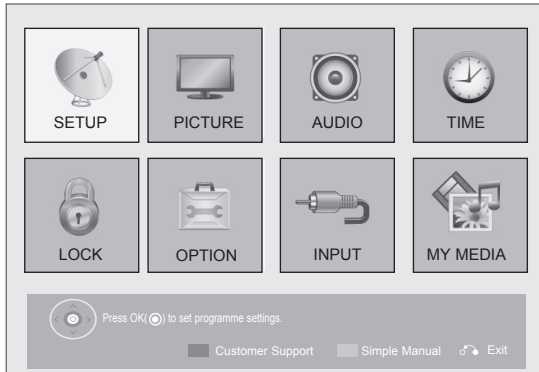 SETUP PICTURE AUDIO TIME
LOCK OPTION INPUT MY MEDIA
Press OK(◉) to set programme settings.
Customer Support Simple Manual Exit